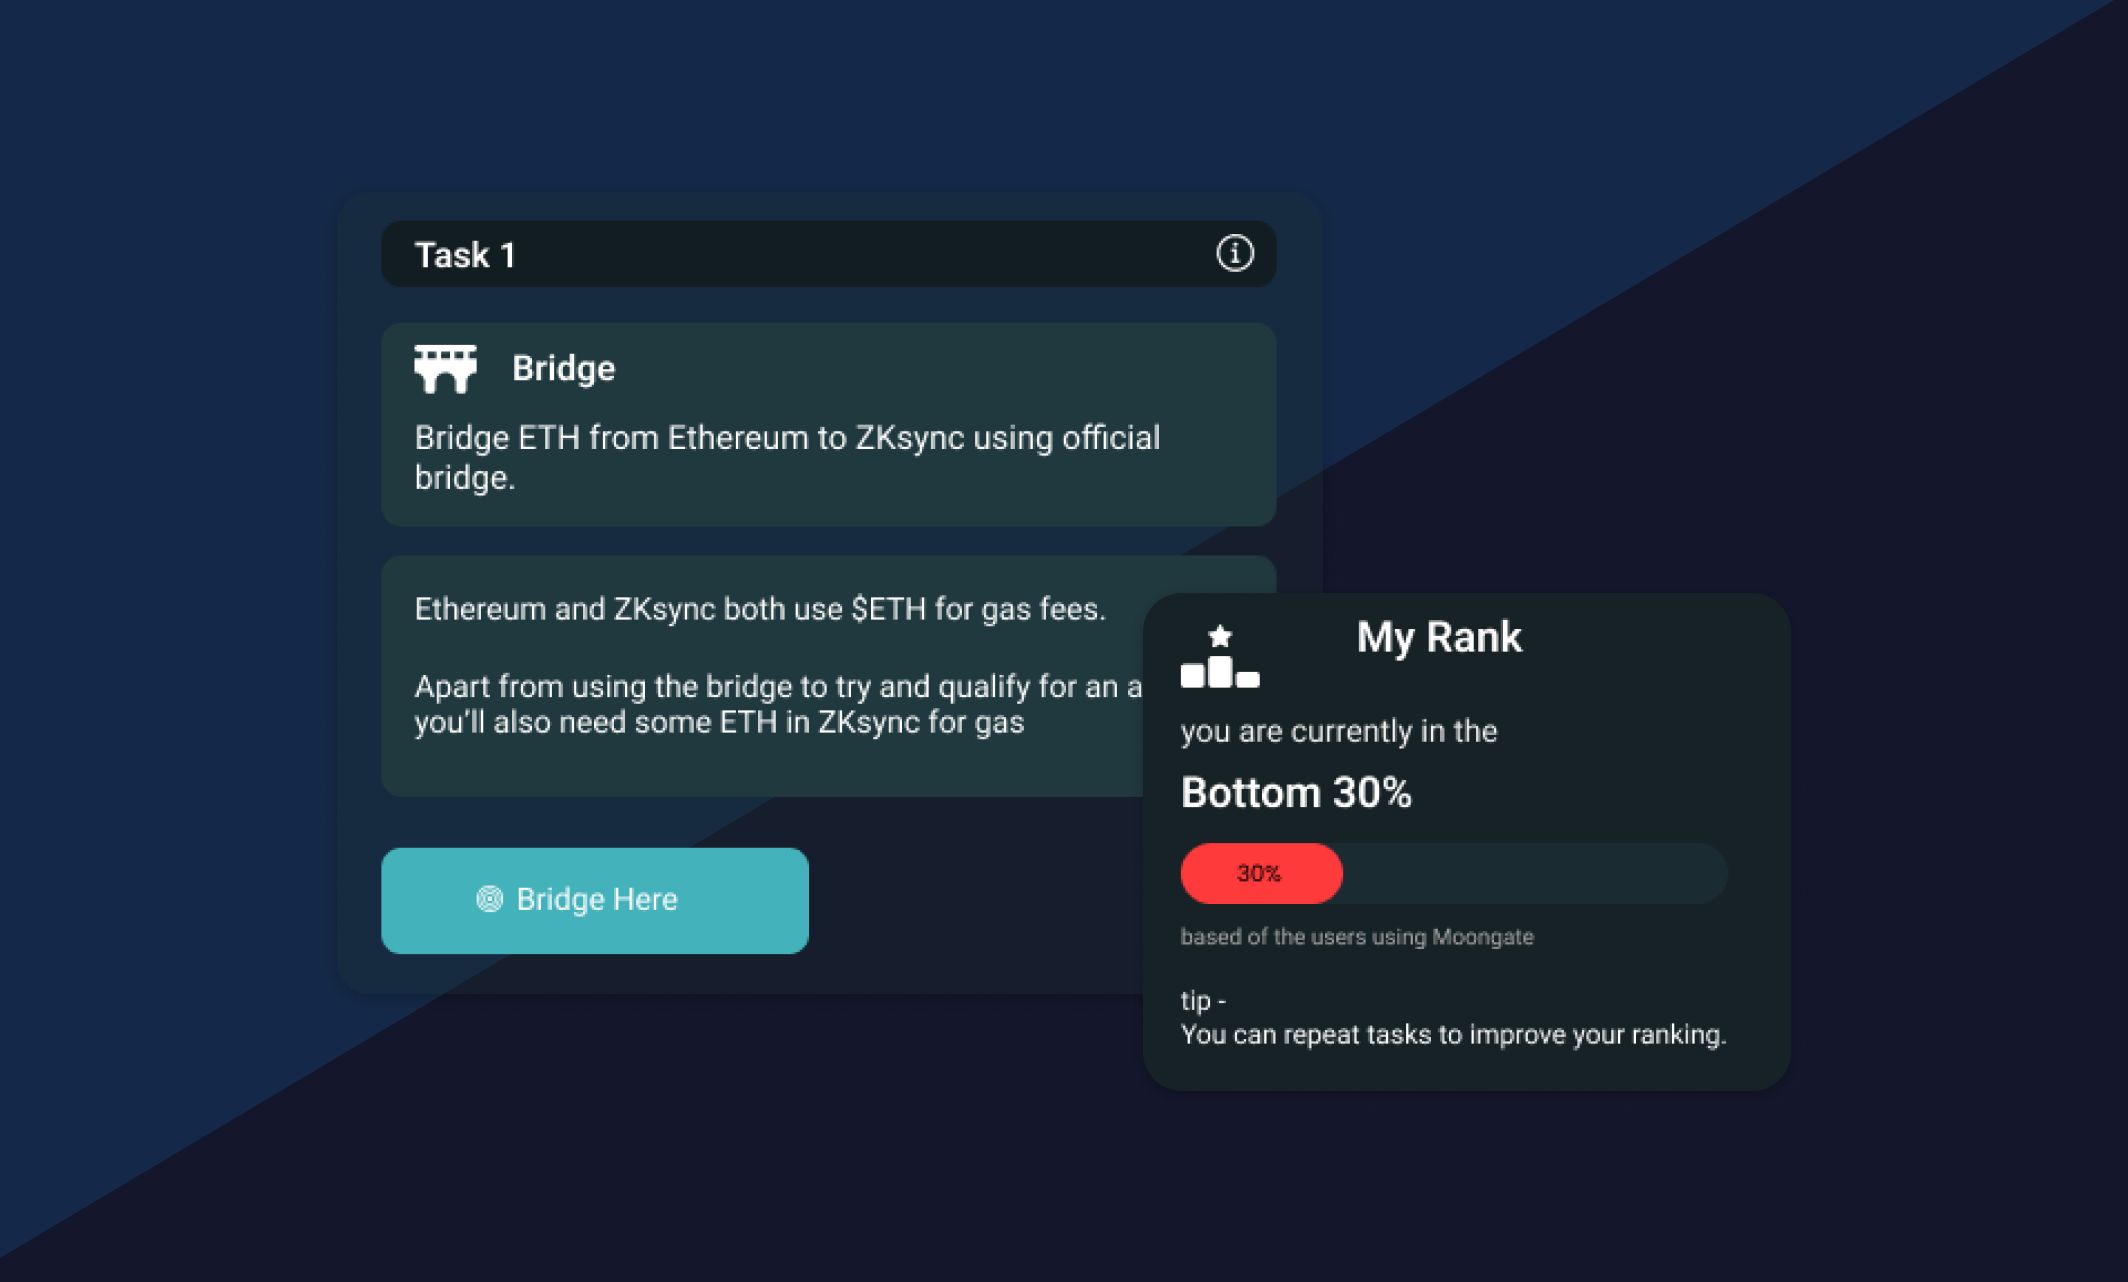 Task 1
Bridge
Bridge ETH from Ethereum to ZKsync using official
bridge.
Ethereum and ZKsync both use $ETH for gas fees.
Apart from using the bridge to try and qualify for an
you’ll also need some ETH in ZKsync for gas
Bridge Here
My Rank
you are currently in the
Bottom 30%
30%
based of the users using Moongate
tip -
You can repeat tasks to improve your ranking.